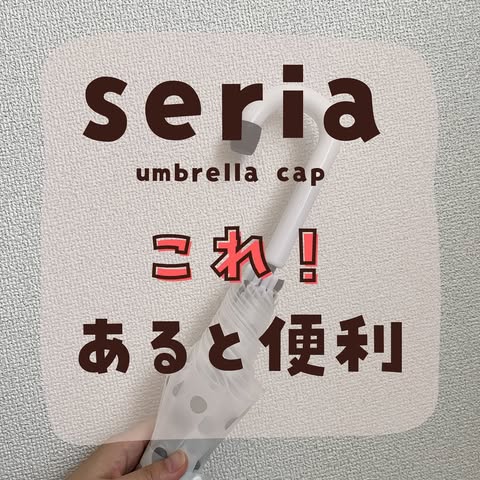 seria
umbrella cap
これ！
あると便利